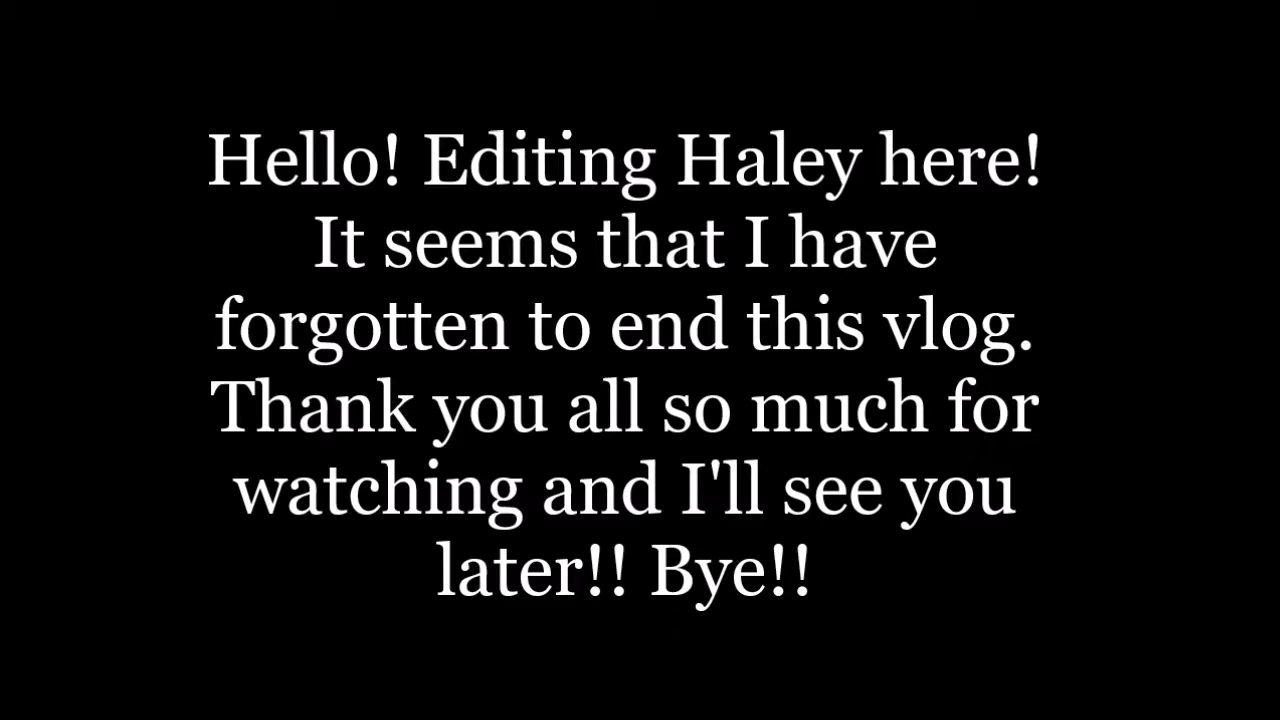 Hello! Editing Haley here!
It seems that I have
forgotten to end this vlog.
Thank you all so much for
watching and I'll see you
later!! Bye!!